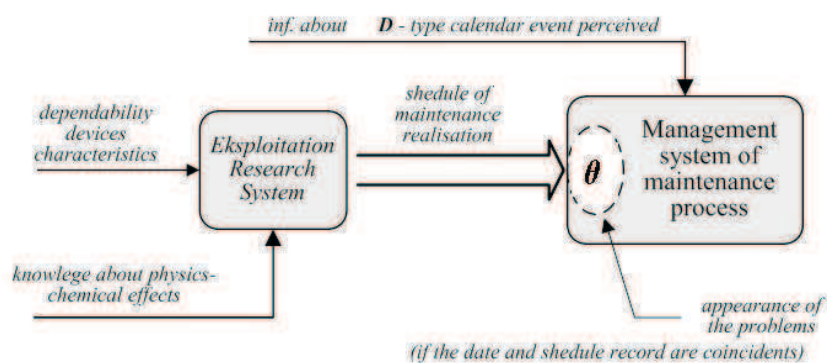 inf. about D - type calendar event perceived
dependability
devices
characteristics
Eksploitation
Research
System
shedule of
maintenance
realisation
Management
system of
maintenance
process
θ
knowlege about physics-
chemical effects
appearance of
the problems
(if the date and shedule record are coincidents)